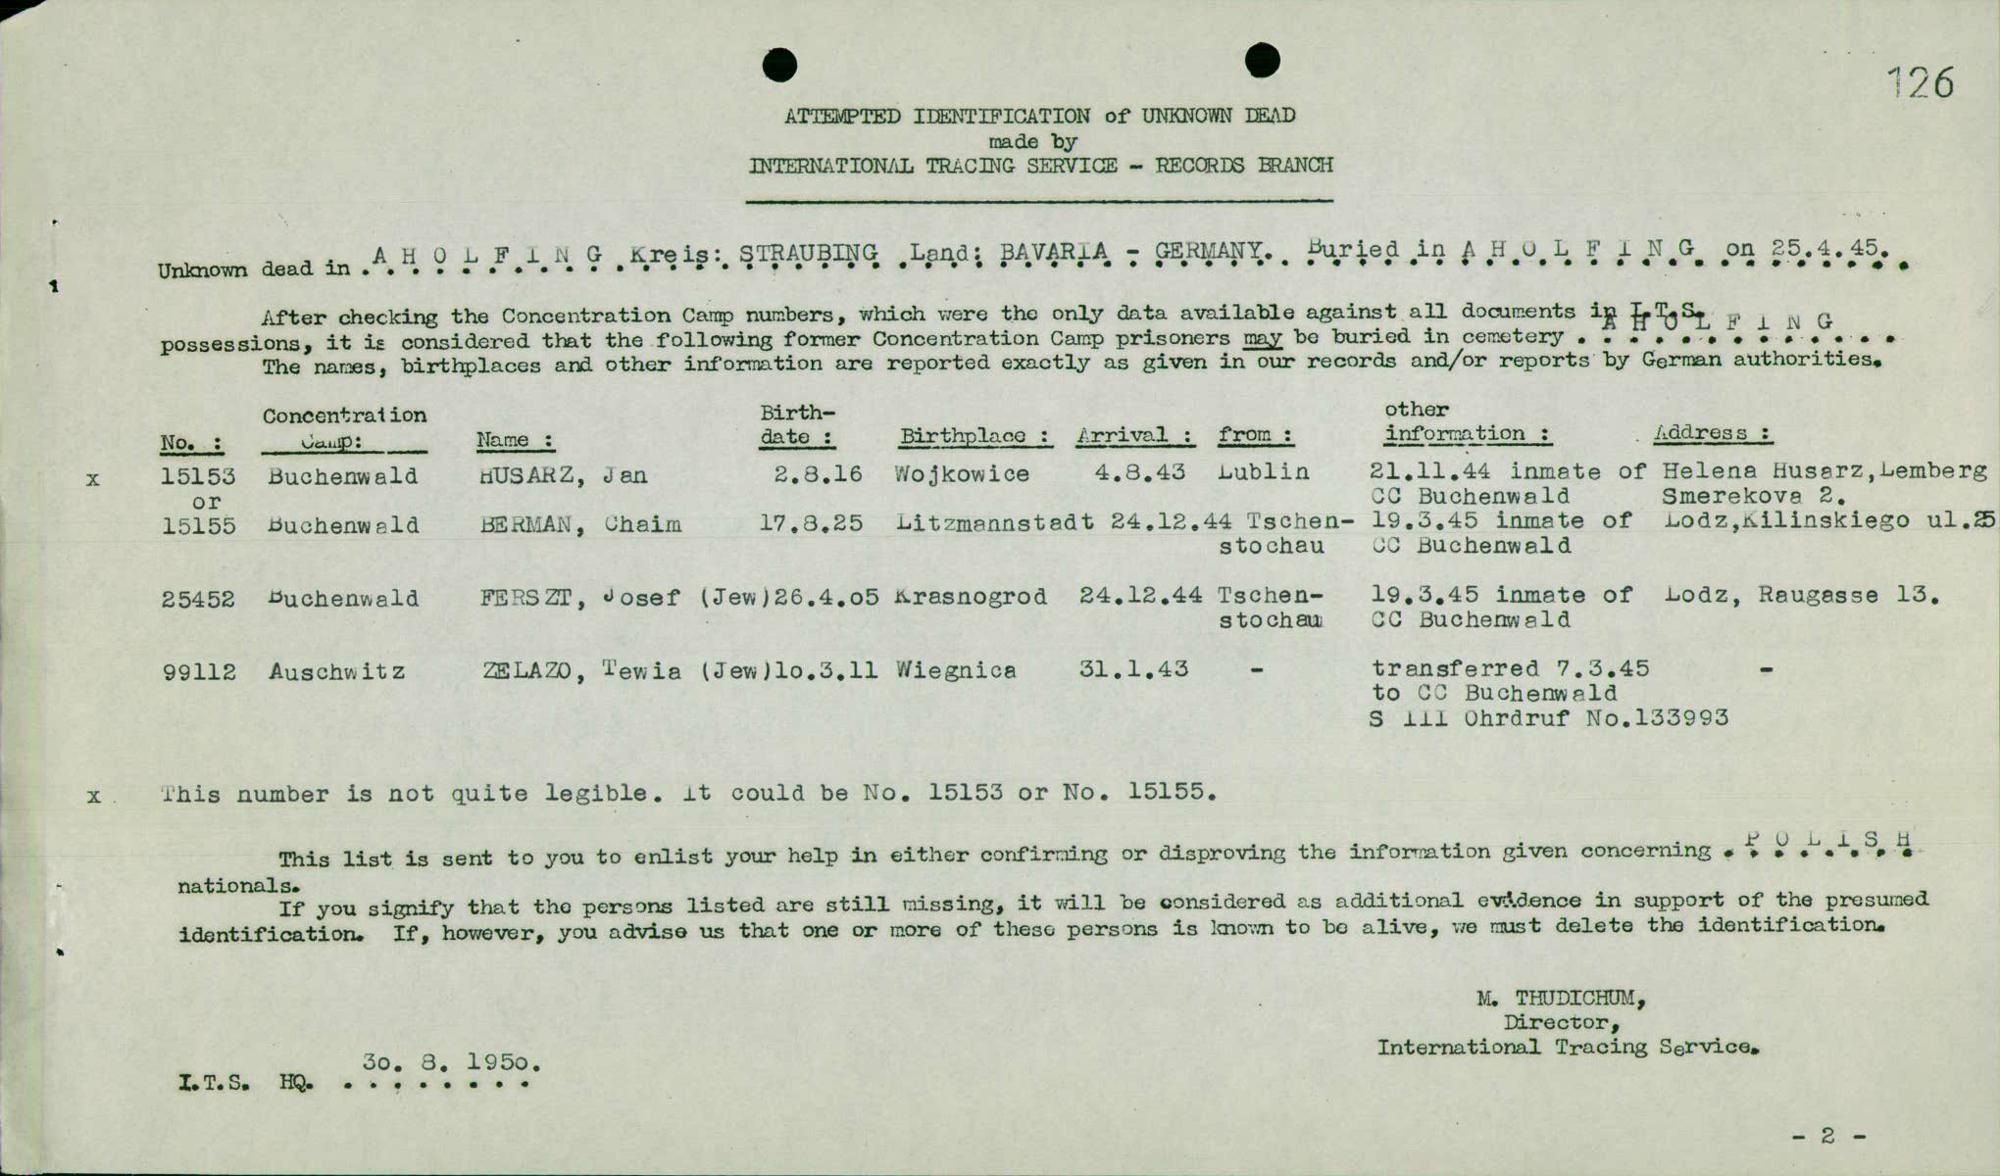 126
ATTEMPTED IDENTIFICATION of UNKNOWN DEAD
made by
INTERNATIONAL TRACING SERVICE - RECORDS BRANCH
Unknown dead in A H O L F I N G Kreis: STRAUBING Land: BAVARIA - GERMANY. Buried in A H O L F I N G on 25.4.45.
After checking the Concentration Camp numbers, which were the only data available against all documents in I.T.S.
possessions, it is considered that the following former Concentration Camp prisoners may be buried in cemetery A H O L F I N G
The names, birthplaces and other information are reported exactly as given in our records and/or reports by German authorities.
No. : Concentration Camp: Name : Birth-date : Birthplace : Arrival : from : other information : Address :
x 15153 Buchenwald HUSARZ, Jan 2.8.16 Wojkowice 4.8.43 Lublin 21.11.44 inmate of Helena Husarz, Lemberg
or CC Buchenwald Smerekova 2.
15155 Buchenwald BERMAN, Chaim 17.8.25 Litzmannstadt 24.12.44 Tschen- 19.3.45 inmate of Lodz, Kilinskiego ul.25
stochau CC Buchenwald
25452 Buchenwald FERSZT, Josef (Jew)26.4.o5 Krasnogrod 24.12.44 Tschen- 19.3.45 inmate of Lodz, Raugasse 13.
stochau CC Buchenwald
99112 Auschwitz ZELAZO, Tewia (Jew)1o.3.11 Wiegnica 31.1.43 - transferred 7.3.45 -
to CC Buchenwald
S III Ohrdruf No.133993
x This number is not quite legible. It could be No. 15153 or No. 15155.
This list is sent to you to enlist your help in either confirming or disproving the information given concerning P O L I S H
nationals.
If you signify that the persons listed are still missing, it will be considered as additional evidence in support of the presumed
identification. If, however, you advise us that one or more of these persons is known to be alive, we must delete the identification.
M. THUDICHUM,
Director,
International Tracing Service.
I.T.S. HQ. 3o. 8. 195o.
- 2 -